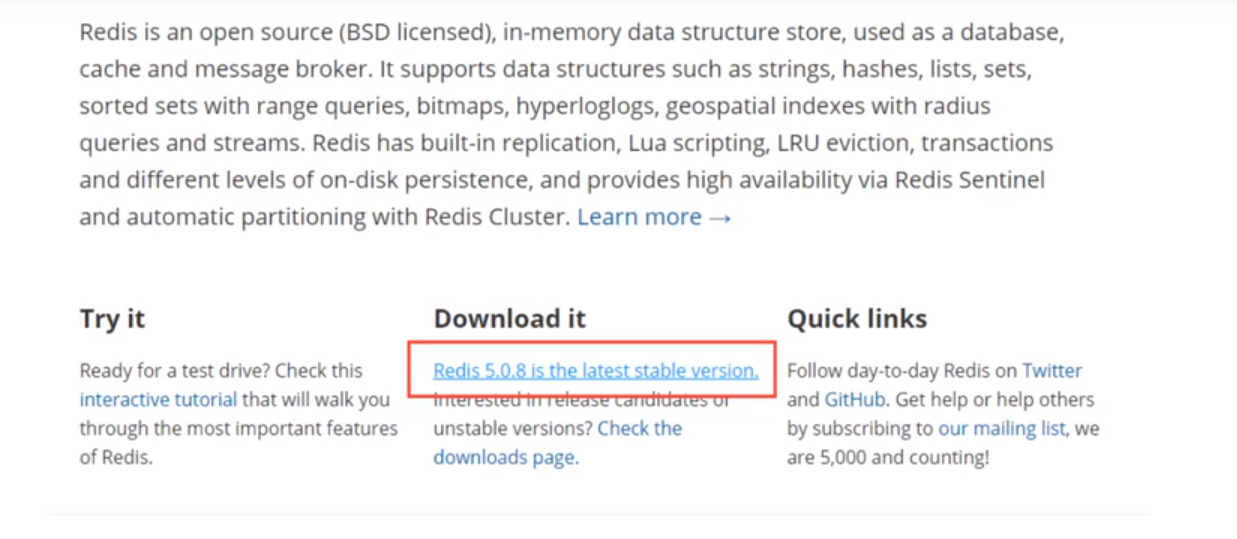 Redis is an open source (BSD licensed), in-memory data structure store, used as a database,
cache and message broker. It supports data structures such as strings, hashes, lists, sets,
sorted sets with range queries, bitmaps, hyperloglogs, geospatial indexes with radius
queries and streams. Redis has built-in replication, Lua scripting, LRU eviction, transactions
and different levels of on-disk persistence, and provides high availability via Redis Sentinel
and automatic partitioning with Redis Cluster. Learn more →
Try it
Ready for a test drive? Check this
interactive tutorial that will walk you
through the most important features
of Redis.
Download it
Redis 5.0.8 is the latest stable version.
Interested in release candidates or
unstable versions? Check the
downloads page.
Quick links
Follow day-to-day Redis on Twitter
and GitHub. Get help or help others
by subscribing to our mailing list, we
are 5,000 and counting!